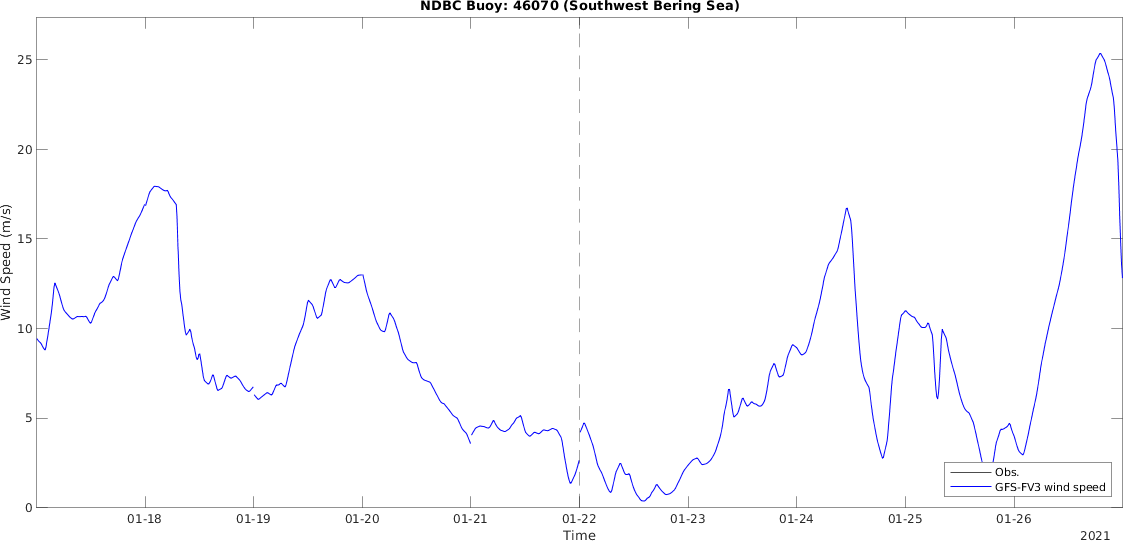 NDBC Buoy: 46070 (Southwest Bering Sea)
Wind Speed (m/s)
25
20
15
10
5
0
Obs.
GFS-FV3 wind speed
01-18 01-19 01-20 01-21 01-22 01-23 01-24 01-25 01-26
Time
2021